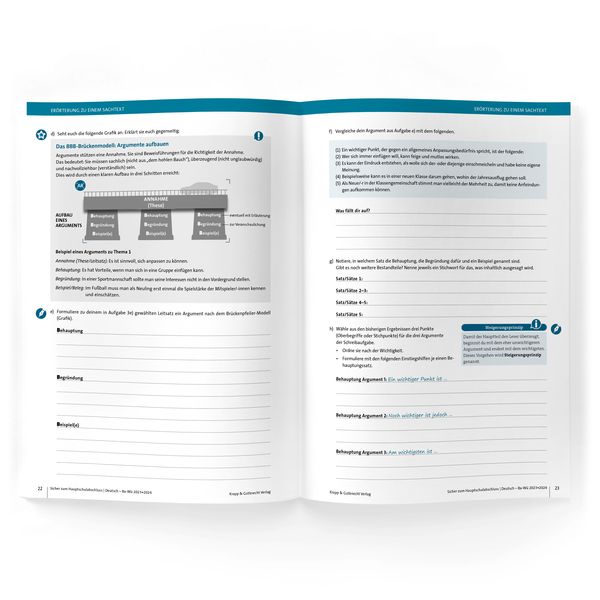 ERÖRTERUNG ZU EINEM SACHTEXT
d) Seht euch die folgende Grafik an: Erklärt sie euch gegenseitig.
Das BBB-Brückenmodell: Argumente aufbauen
Argumente stützen eine Annahme. Sie sind Beweisführungen für die Richtigkeit der Annahme.
Das bedeutet: Sie müssen sachlich (nicht aus „dem hohlen Bauch“), überzeugend (nicht unglaubwürdig)
und nachvollziehbar (verständlich) sein.
Dies wird durch einen klaren Aufbau in drei Schritten erreicht:
AR
ANNAHME
(These)
AUFBAU
EINES
ARGUMENTS
Behauptung Behauptung Behauptung
Begründung Begründung Begründung
Beispiel(e) Beispiel(e) Beispiel(e)
eventuell mit Erläuterung
zur Veranschaulichung
Beispiel eines Arguments zu Thema 1
Annahme (These/Leitsatz): Es ist sinnvoll, sich anpassen zu können.
Behauptung: Es hat Vorteile, wenn man sich in eine Gruppe einfügen kann.
Begründung: In einer Sportmannschaft sollte man seine Interessen nicht in den Vordergrund stellen.
Beispiel/Beleg: Im Fußball muss man als Neuling erst einmal die Spielstärke der Mitspieler/-innen kennen
und einschätzen.
e) Formuliere zu deinem in Aufgabe 3e) gewählten Leitsatz ein Argument nach dem Brückenpfeiler-Modell
(Grafik).
Behauptung
Begründung
Beispiel(e)
22
Sicher zum Hauptschulabschluss | Deutsch – Ba-Wü 2023+2024
Krapp & Gutknecht Verlag
ERÖRTERUNG ZU EINEM SACHTEXT
f) Vergleiche dein Argument aus Aufgabe e) mit dem folgenden.
(1) Ein wichtiger Punkt, der gegen ein allgemeines Anpassungsbedürfnis spricht, ist der folgende:
(2) Wer sich immer einfügen will, kann feige und mutlos wirken.
(3) Es kann der Eindruck entstehen, als wolle sich der- oder diejenige einschmeicheln und habe keine eigene
Meinung.
(4) Beispielsweise kann es in einer neuen Klasse darum gehen, wohin der Jahresausflug gehen soll.
(5) Als Neue/-r in der Klassengemeinschaft stimmt man vielleicht der Mehrheit zu, damit keine Anfeindun-
gen aufkommen können.
Was fällt dir auf?
g) Notiere, in welchem Satz die Behauptung, die Begründung dafür und ein Beispiel genannt sind.
Gibt es noch weitere Bestandteile? Nenne jeweils ein Stichwort für das, was inhaltlich ausgesagt wird.
Satz/Sätze 1:
Satz/Sätze 2–3:
Satz/Sätze 4–5:
Satz/Sätze 5:
h) Wähle aus den bisherigen Ergebnissen drei Punkte
(Oberbegriffe oder Stichpunkte) für die drei Argumente
der Schreibaufgabe.
• Ordne sie nach der Wichtigkeit.
• Formuliere mit den folgenden Einstiegshilfen je einen Be-
hauptungssatz.
Steigerungsprinzip
Damit der Hauptteil den Leser überzeugt,
beginnst du mit dem eher unwichtigeren
Argument und endest mit dem wichtigsten.
Dieses Vorgehen wird Steigerungsprinzip
genannt.
Behauptung Argument 1: Ein wichtiger Punkt ist …
Behauptung Argument 2: Noch wichtiger ist jedoch …
Behauptung Argument 3: Am wichtigsten ist …
Krapp & Gutknecht Verlag
Sicher zum Hauptschulabschluss | Deutsch – Ba-Wü 2023+2024
23